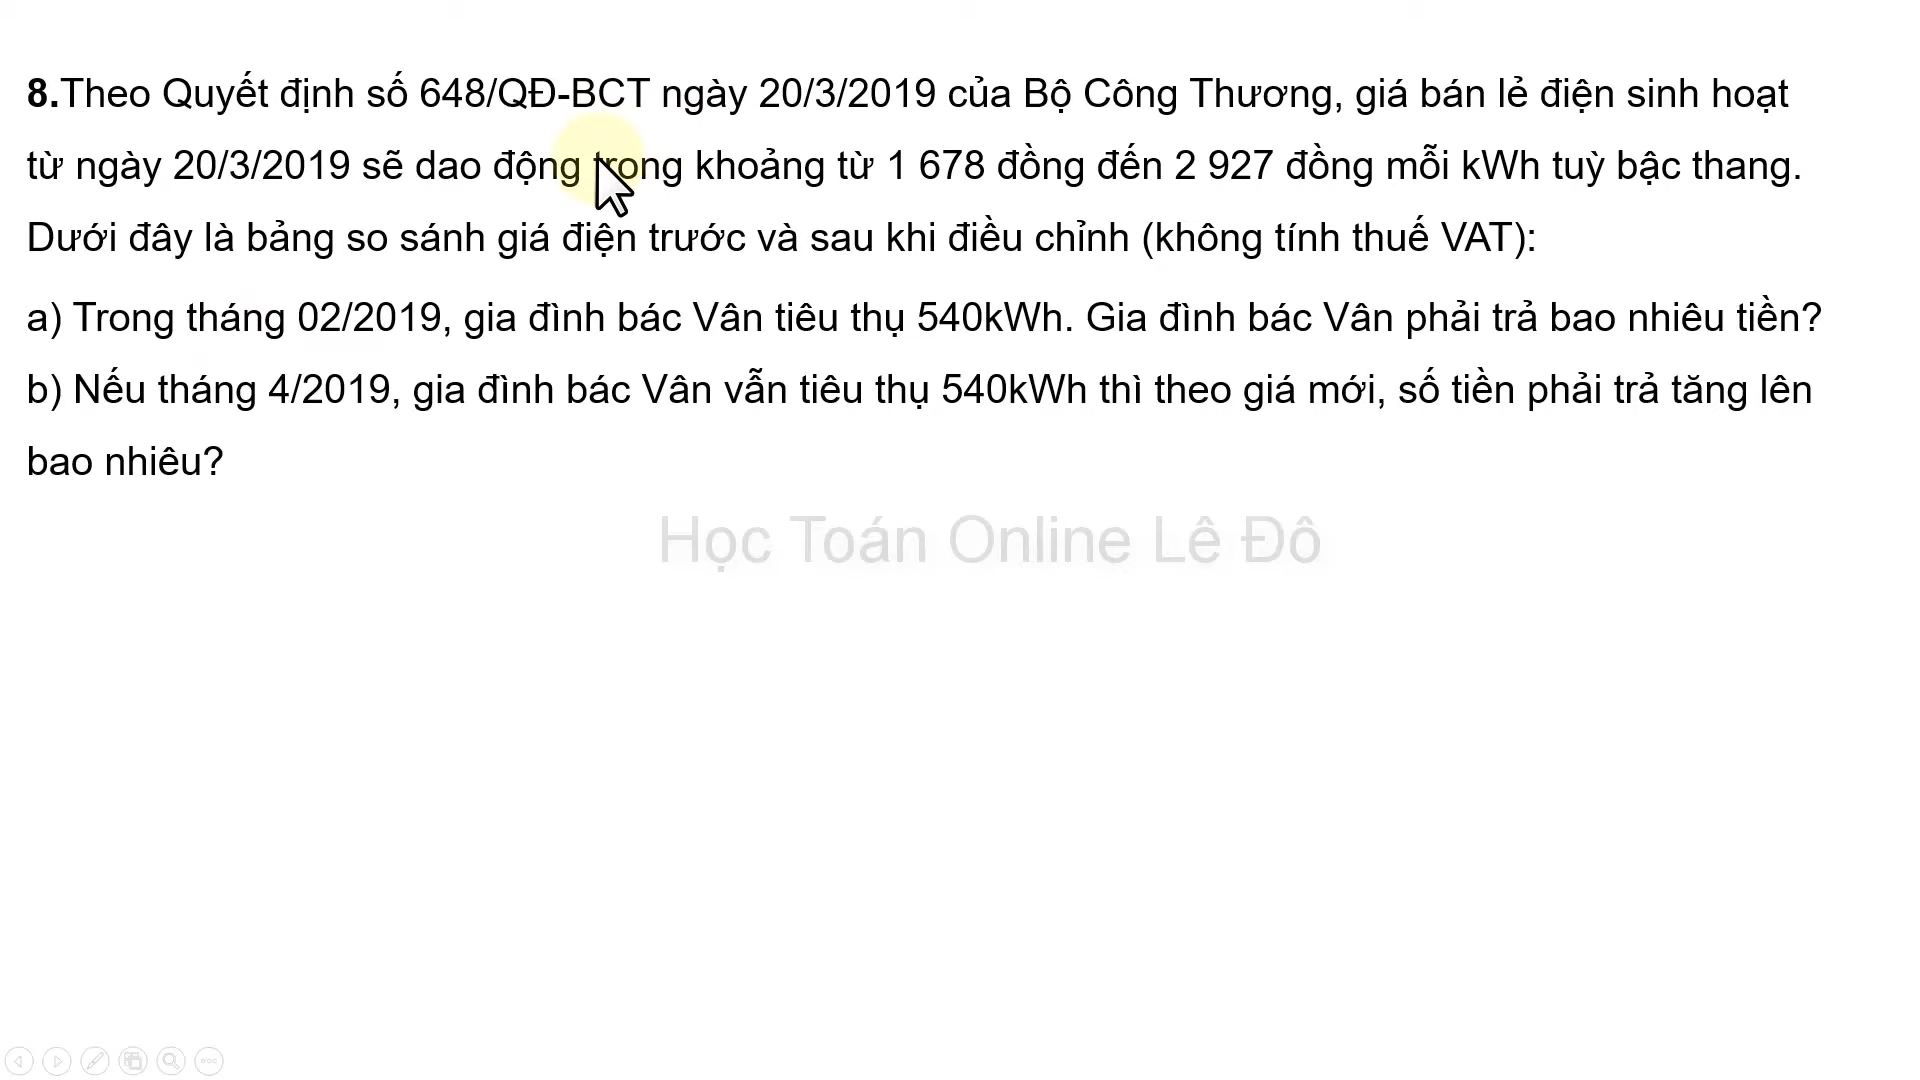 8.Theo Quyết định số 648/QĐ-BCT ngày 20/3/2019 của Bộ Công Thương, giá bán lẻ điện sinh hoạt
từ ngày 20/3/2019 sẽ dao động trong khoảng từ 1 678 đồng đến 2 927 đồng mỗi kWh tuỳ bậc thang.
Dưới đây là bảng so sánh giá điện trước và sau khi điều chỉnh (không tính thuế VAT):
a) Trong tháng 02/2019, gia đình bác Vân tiêu thụ 540kWh. Gia đình bác Vân phải trả bao nhiêu tiền?
b) Nếu tháng 4/2019, gia đình bác Vân vẫn tiêu thụ 540kWh thì theo giá mới, số tiền phải trả tăng lên
bao nhiêu?
Học Toán Online Lê Đô